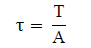 τ = T/A